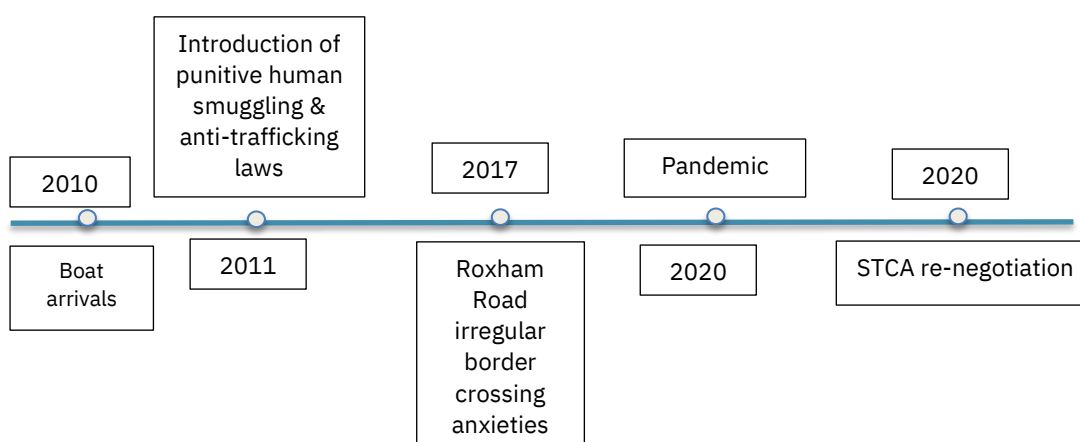 Introduction of
punitive human
smuggling &
anti-trafficking
laws
2010
2017
Pandemic
2020
Boat
arrivals
2011
Roxham
Road
irregular
border
crossing
anxieties
2020
STCA re-negotiation